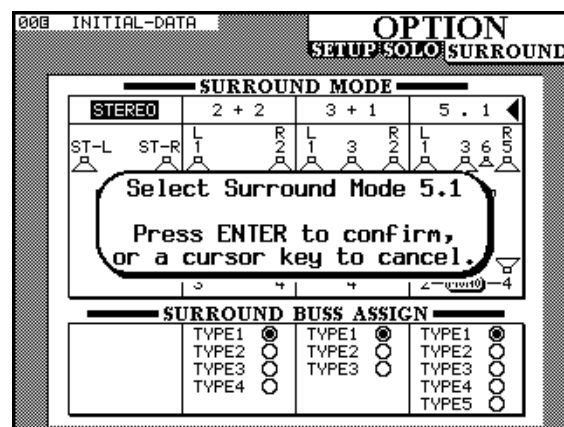 00B INITIAL-DATA
OPTION
SETUP SOLO SURROUND
SURROUND MODE
STEREO 2 + 2 3 + 1 5 . 1
L R L R L R
ST-L ST-R 1 2 1 3 2 1 3 6 5
Select Surround Mode 5.1
Press ENTER to confirm,
or a cursor key to cancel.
3 4 4 2 4
SURROUND BUSS ASSIGN
TYPE1 TYPE1 TYPE1
TYPE2 TYPE2 TYPE2
TYPE3 TYPE3 TYPE3
TYPE4 TYPE4
TYPE5